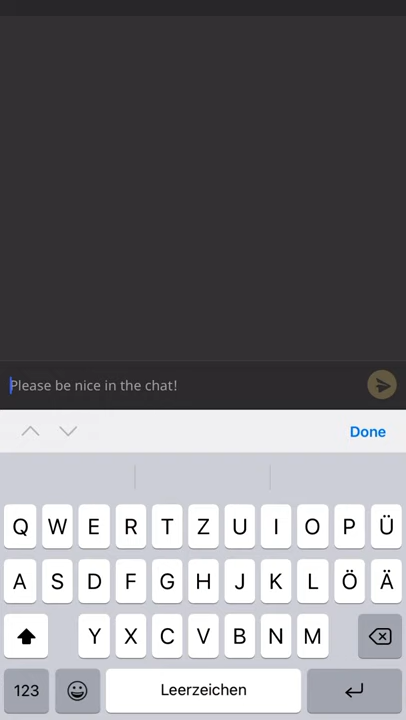 Please be nice in the chat!
Done
Q W E R T Z U I O P Ü
A S D F G H J K L Ö Ä
Y X C V B N M
123 Leerzeichen